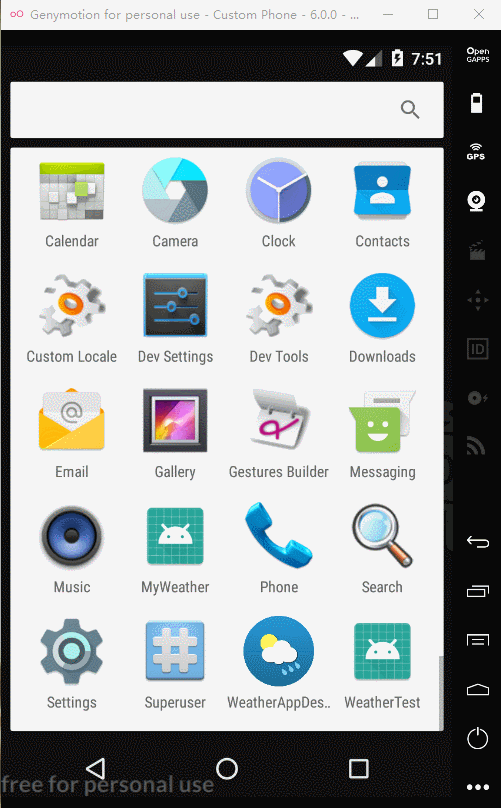 Genymotion for personal use - Custom Phone - 6.0.0 - ...
7:51
Open
GAPPS
GPS
Calendar Camera Clock Contacts
Custom Locale Dev Settings Dev Tools Downloads
ID
@
Email Gallery Gestures Builder Messaging
Music MyWeather Phone Search
Settings Superuser WeatherAppDes.. WeatherTest
free for personal use